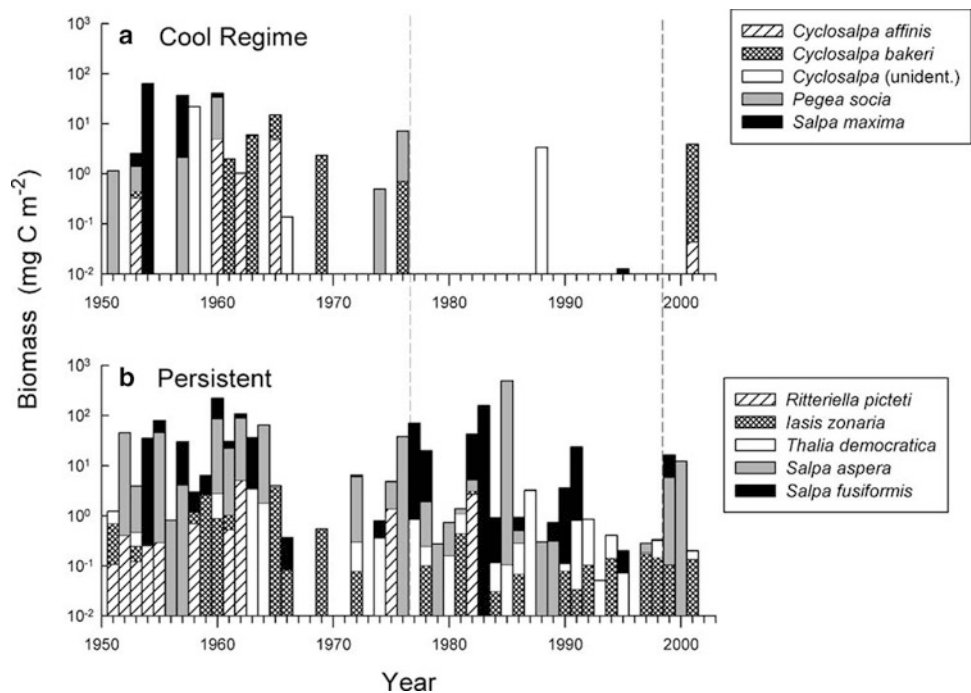 a Cool Regime
10³
10²
10¹
10⁰
10⁻¹
10⁻²
1950 1960 1970 1980 1990 2000
Cyclosalpa affinis
Cyclosalpa bakeri
Cyclosalpa (unident.)
Pegea socia
Salpa maxima
Biomass (mg C m⁻²)
b Persistent
10³
10²
10¹
10⁰
10⁻¹
10⁻²
1950 1960 1970 1980 1990 2000
Year
Ritteriella picteti
Iasis zonaria
Thalia democratica
Salpa aspera
Salpa fusiformis